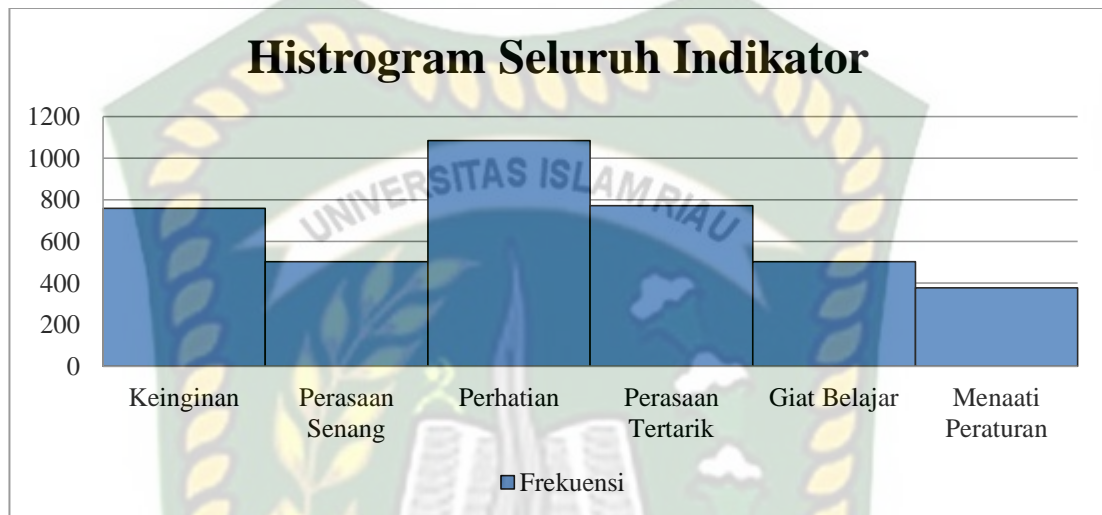 Histrogram Seluruh Indikator
1200
1000
800
600
400
200
0
UNIVERSITAS ISLAM RIAU
Keinginan
Perasaan
Senang
Perhatian
Perasaan
Tertarik
Giat Belajar
Menaati
Peraturan
Frekuensi